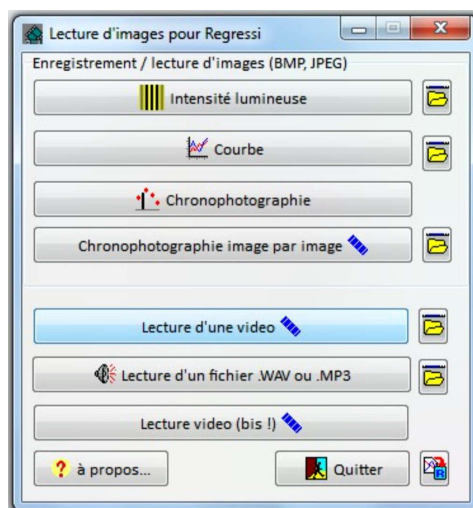 Lecture d'images pour Regressi
Enregistrement / lecture d'images (BMP, JPEG)
Intensité lumineuse
Courbe
Chronophotographie
Chronophotographie image par image
Lecture d'une video
Lecture d'un fichier .WAV ou .MP3
Lecture video (bis !)
à propos...
Quitter